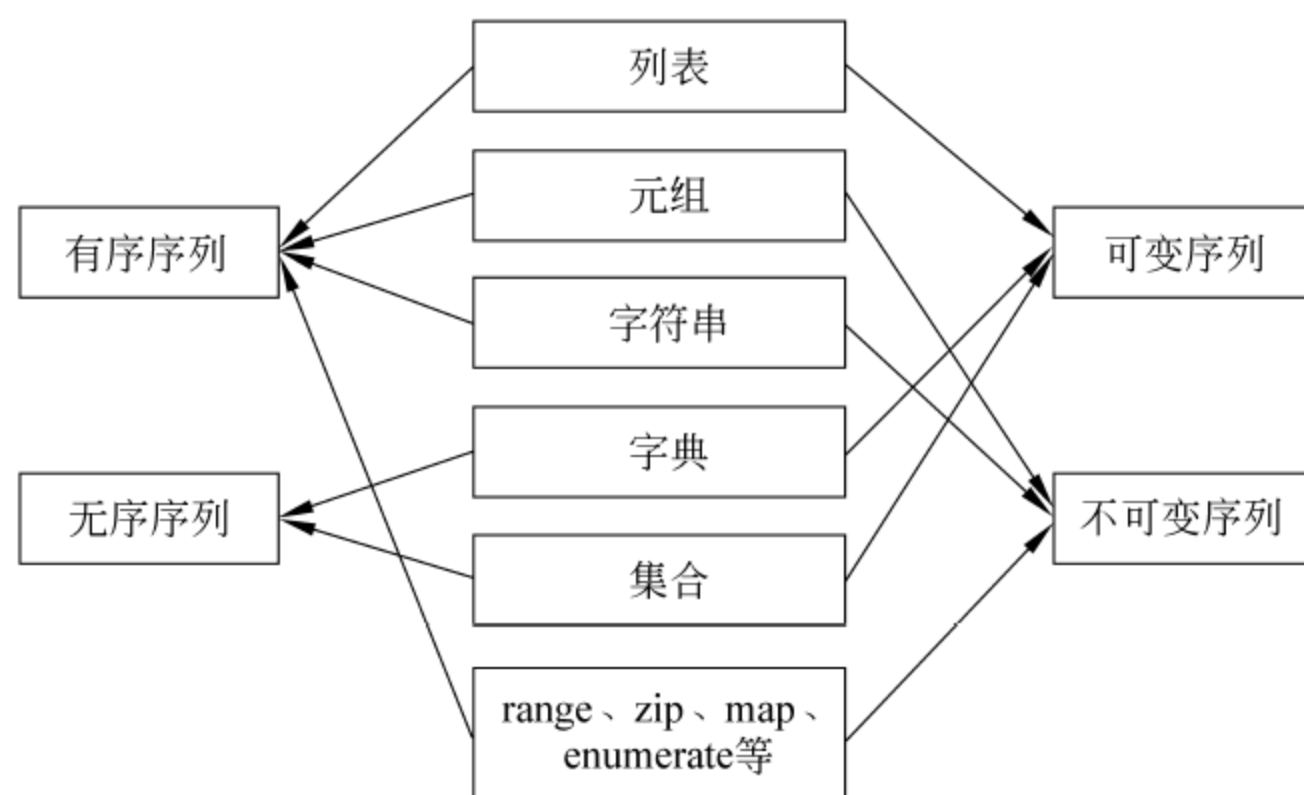 列表
元组
有序序列
可变序列
字符串
字典
无序序列
不可变序列
集合
range、zip、map、
enumerate等